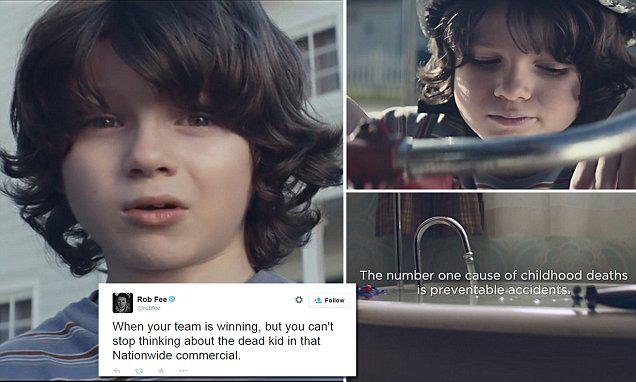 Rob Fee
@robfee
Follow
When your team is winning, but you can't
stop thinking about the dead kid in that
Nationwide commercial.
The number one cause of childhood deaths
is preventable accidents.